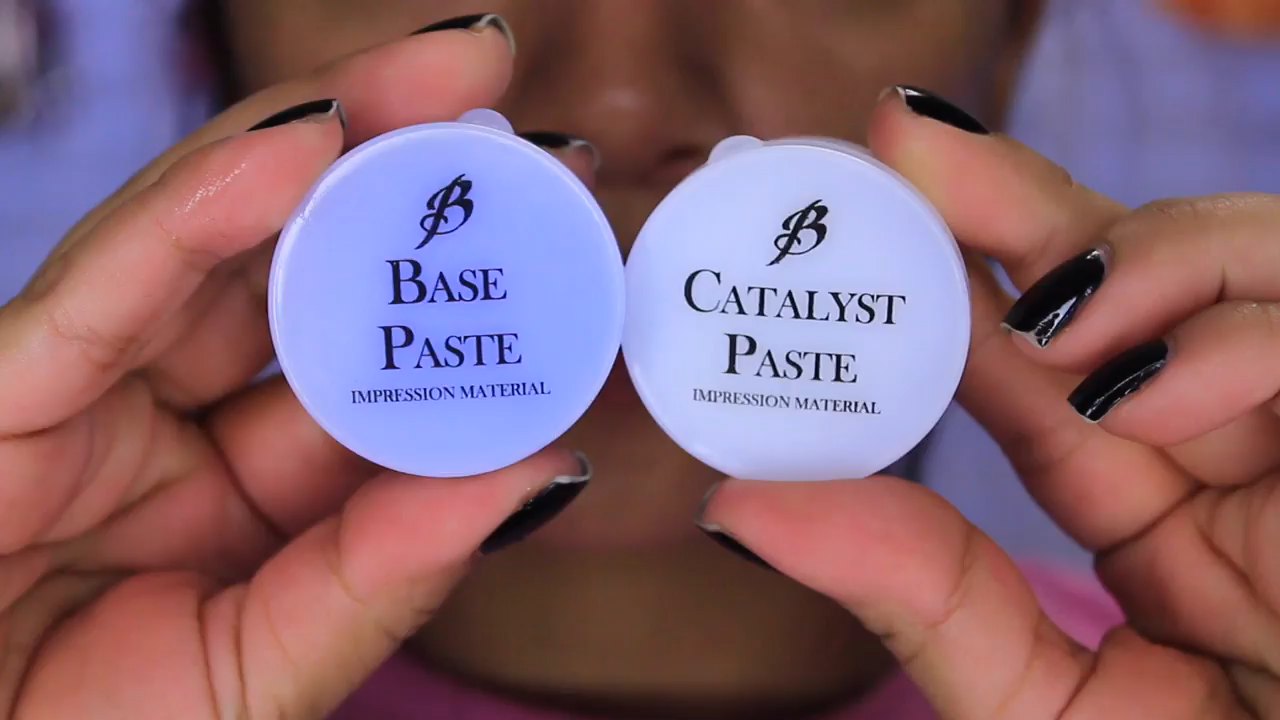 B
BASE
PASTE
IMPRESSION MATERIAL
B
CATALYST
PASTE
IMPRESSION MATERIAL